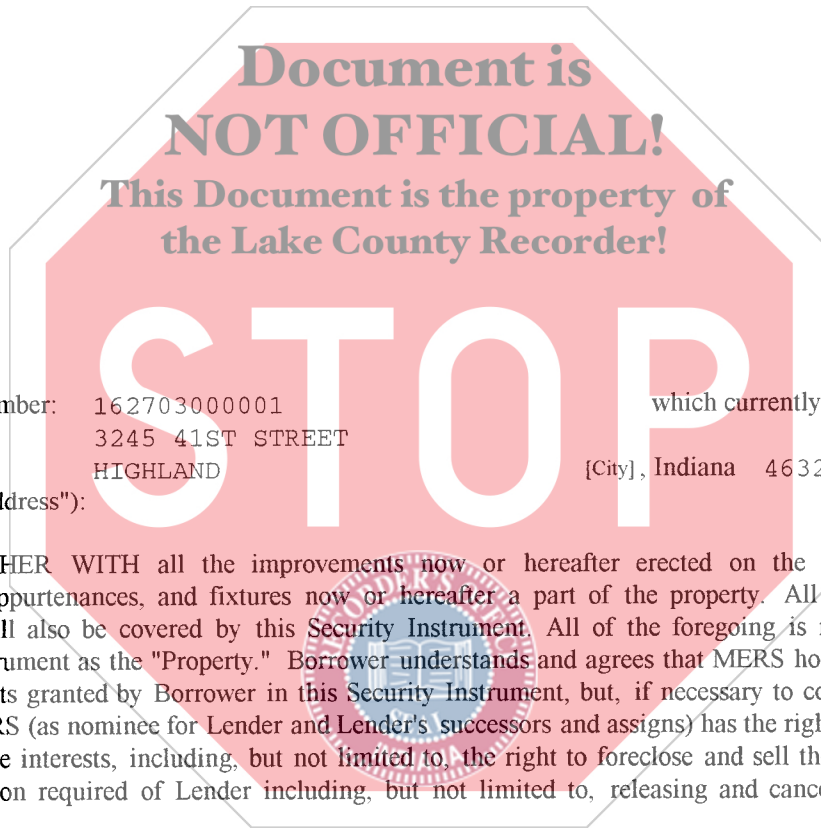 Document is
NOT OFFICIAL!
This Document is the property of
the Lake County Recorder!
STOP
mber: 162703000001 which currently
3245 41ST STREET
HIGHLAND [City], Indiana 4632
ddress"):
HER WITH all the improvements now or hereafter erected on the
ppurtenances, and fixtures now or hereafter a part of the property. All
ll also be covered by this Security Instrument. All of the foregoing is
rument as the "Property." Borrower understands and agrees that MERS ho
ts granted by Borrower in this Security Instrument, but, if necessary to co
RS (as nominee for Lender and Lender's successors and assigns) has the righ
e interests, including, but not limited to, the right to foreclose and sell th
on required of Lender including, but not limited to, releasing and cance
RECORDER'S OFFICE
SEAL
INDIANA